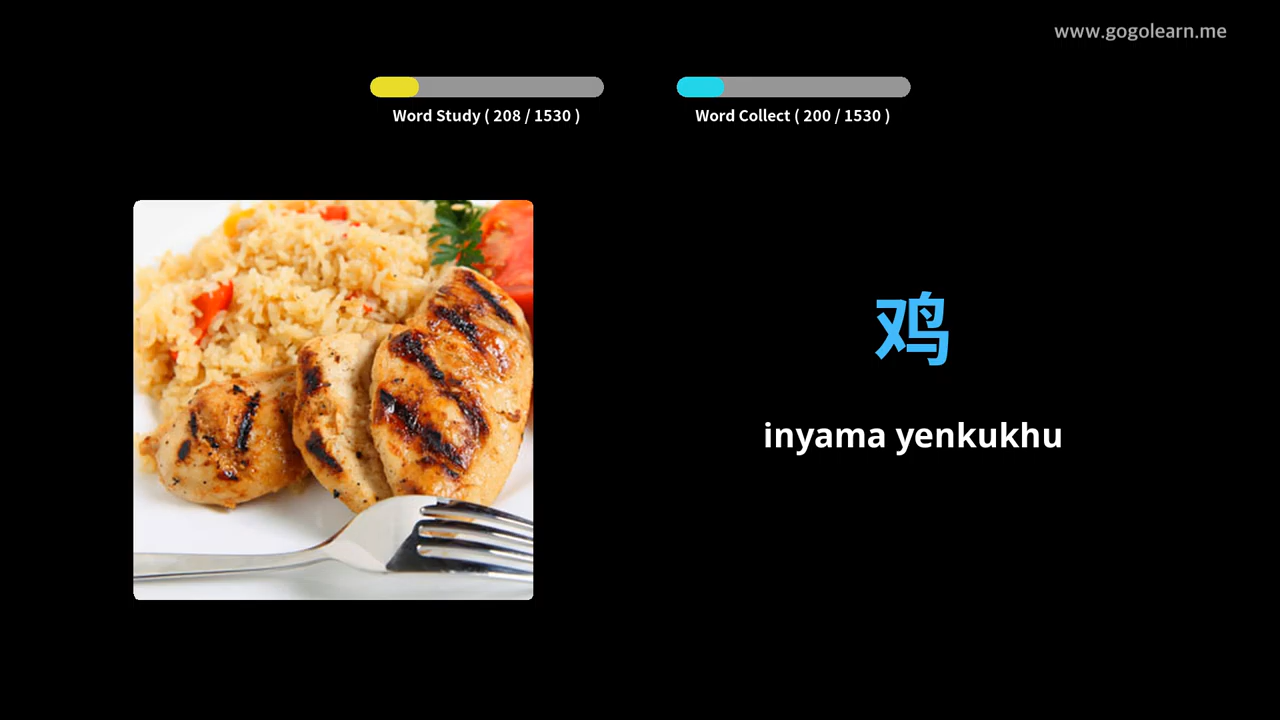 www.gogolearn.me
Word Study ( 208 / 1530 )
Word Collect ( 200 / 1530 )
鸡
inyama yenkukhu